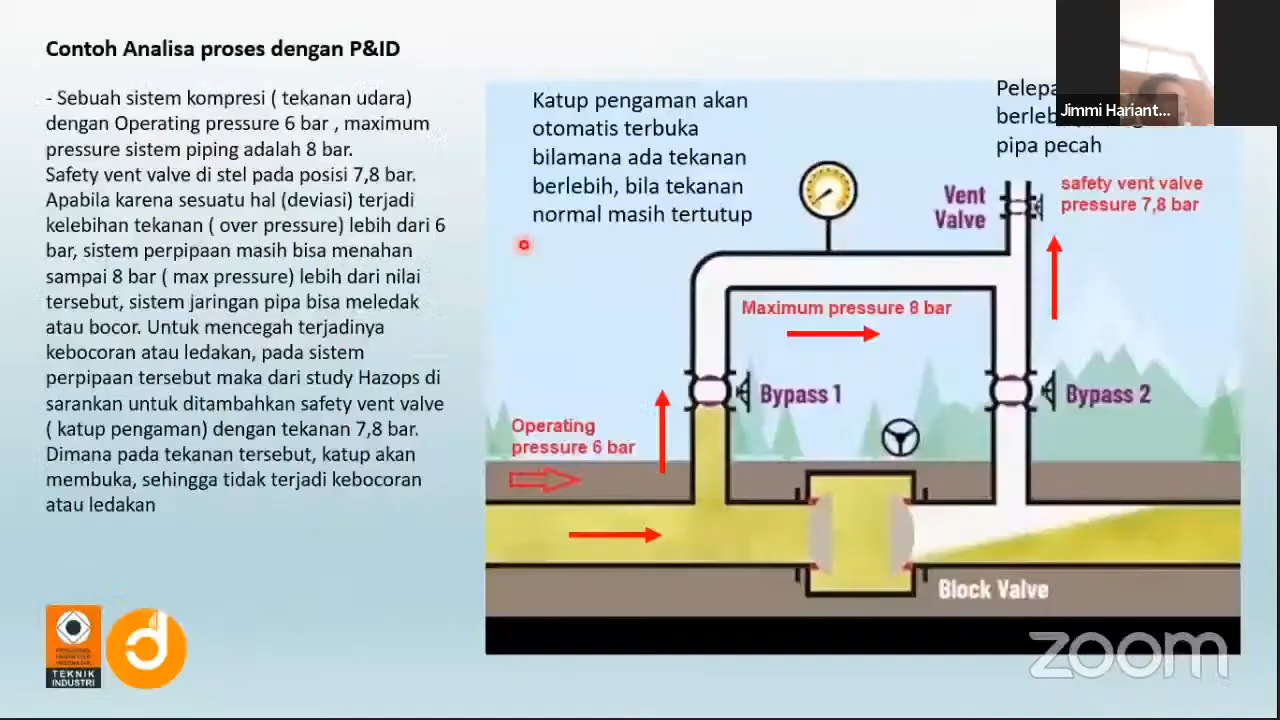 Contoh Analisa proses dengan P&ID
- Sebuah sistem kompresi ( tekanan udara)
dengan Operating pressure 6 bar , maximum
pressure sistem piping adalah 8 bar.
Safety vent valve di stel pada posisi 7,8 bar.
Apabila karena sesuatu hal (deviasi) terjadi
kelebihan tekanan ( over pressure) lebih dari 6
bar, sistem perpipaan masih bisa menahan
sampai 8 bar ( max pressure) lebih dari nilai
tersebut, sistem jaringan pipa bisa meledak
atau bocor. Untuk mencegah terjadinya
kebocoran atau ledakan, pada sistem
perpipaan tersebut maka dari study Hazops di
sarankan untuk ditambahkan safety vent valve
( katup pengaman) dengan tekanan 7,8 bar.
Dimana pada tekanan tersebut, katup akan
membuka, sehingga tidak terjadi kebocoran
atau ledakan
Katup pengaman akan
otomatis terbuka
bilamana ada tekanan
berlebih, bila tekanan
normal masih tertutup
pipa pecah
Jimmi Hariant...
Vent
Valve
safety vent valve
pressure 7,8 bar
Maximum pressure 8 bar
Bypass 1
Bypass 2
Operating
pressure 6 bar
Block Valve
TEKNIK
INDUSTRI
zoom